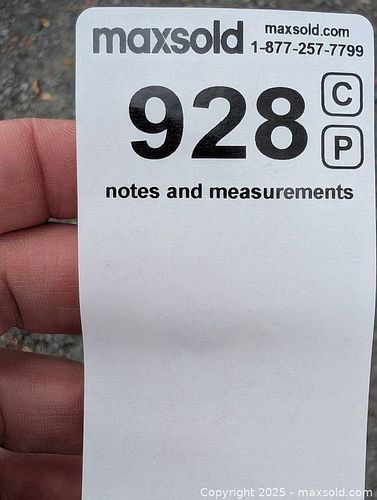 maxsold maxsold.com
1-877-257-7799
928 C
P
notes and measurements
Copyright 2025 - maxsold.com